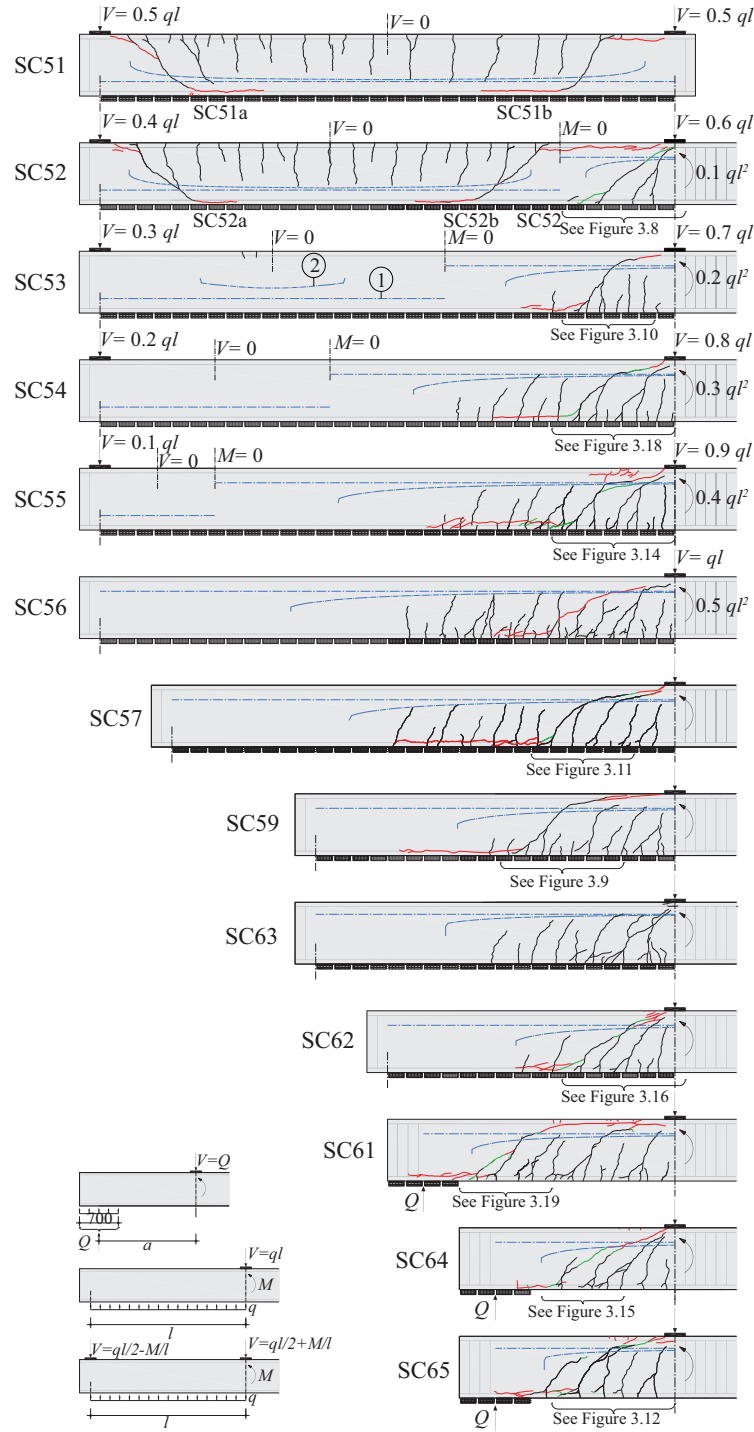 V= 0.5 ql V= 0 V= 0.5 ql
SC51
SC51a SC51b
V= 0.4 ql V= 0 M= 0 V= 0.6 ql
SC52 0.1 ql²
SC52a SC52b SC52 See Figure 3.8
V= 0.3 ql V= 0 M= 0 V= 0.7 ql
SC53 2 1 0.2 ql²
See Figure 3.10
V= 0.2 ql V= 0 M= 0 V= 0.8 ql
SC54 0.3 ql²
See Figure 3.18
V= 0.1 ql V= 0 M= 0 V= 0.9 ql
SC55 0.4 ql²
See Figure 3.14
V= ql
SC56 0.5 ql²
SC57
See Figure 3.11
SC59
See Figure 3.9
SC63
SC62
See Figure 3.16
SC61
Q See Figure 3.19
V=Q
700
Q a
SC64
Q See Figure 3.15
V=ql
M
q
l
V=ql/2-M/l V=ql/2+M/l
M
q
l
SC65
Q See Figure 3.12